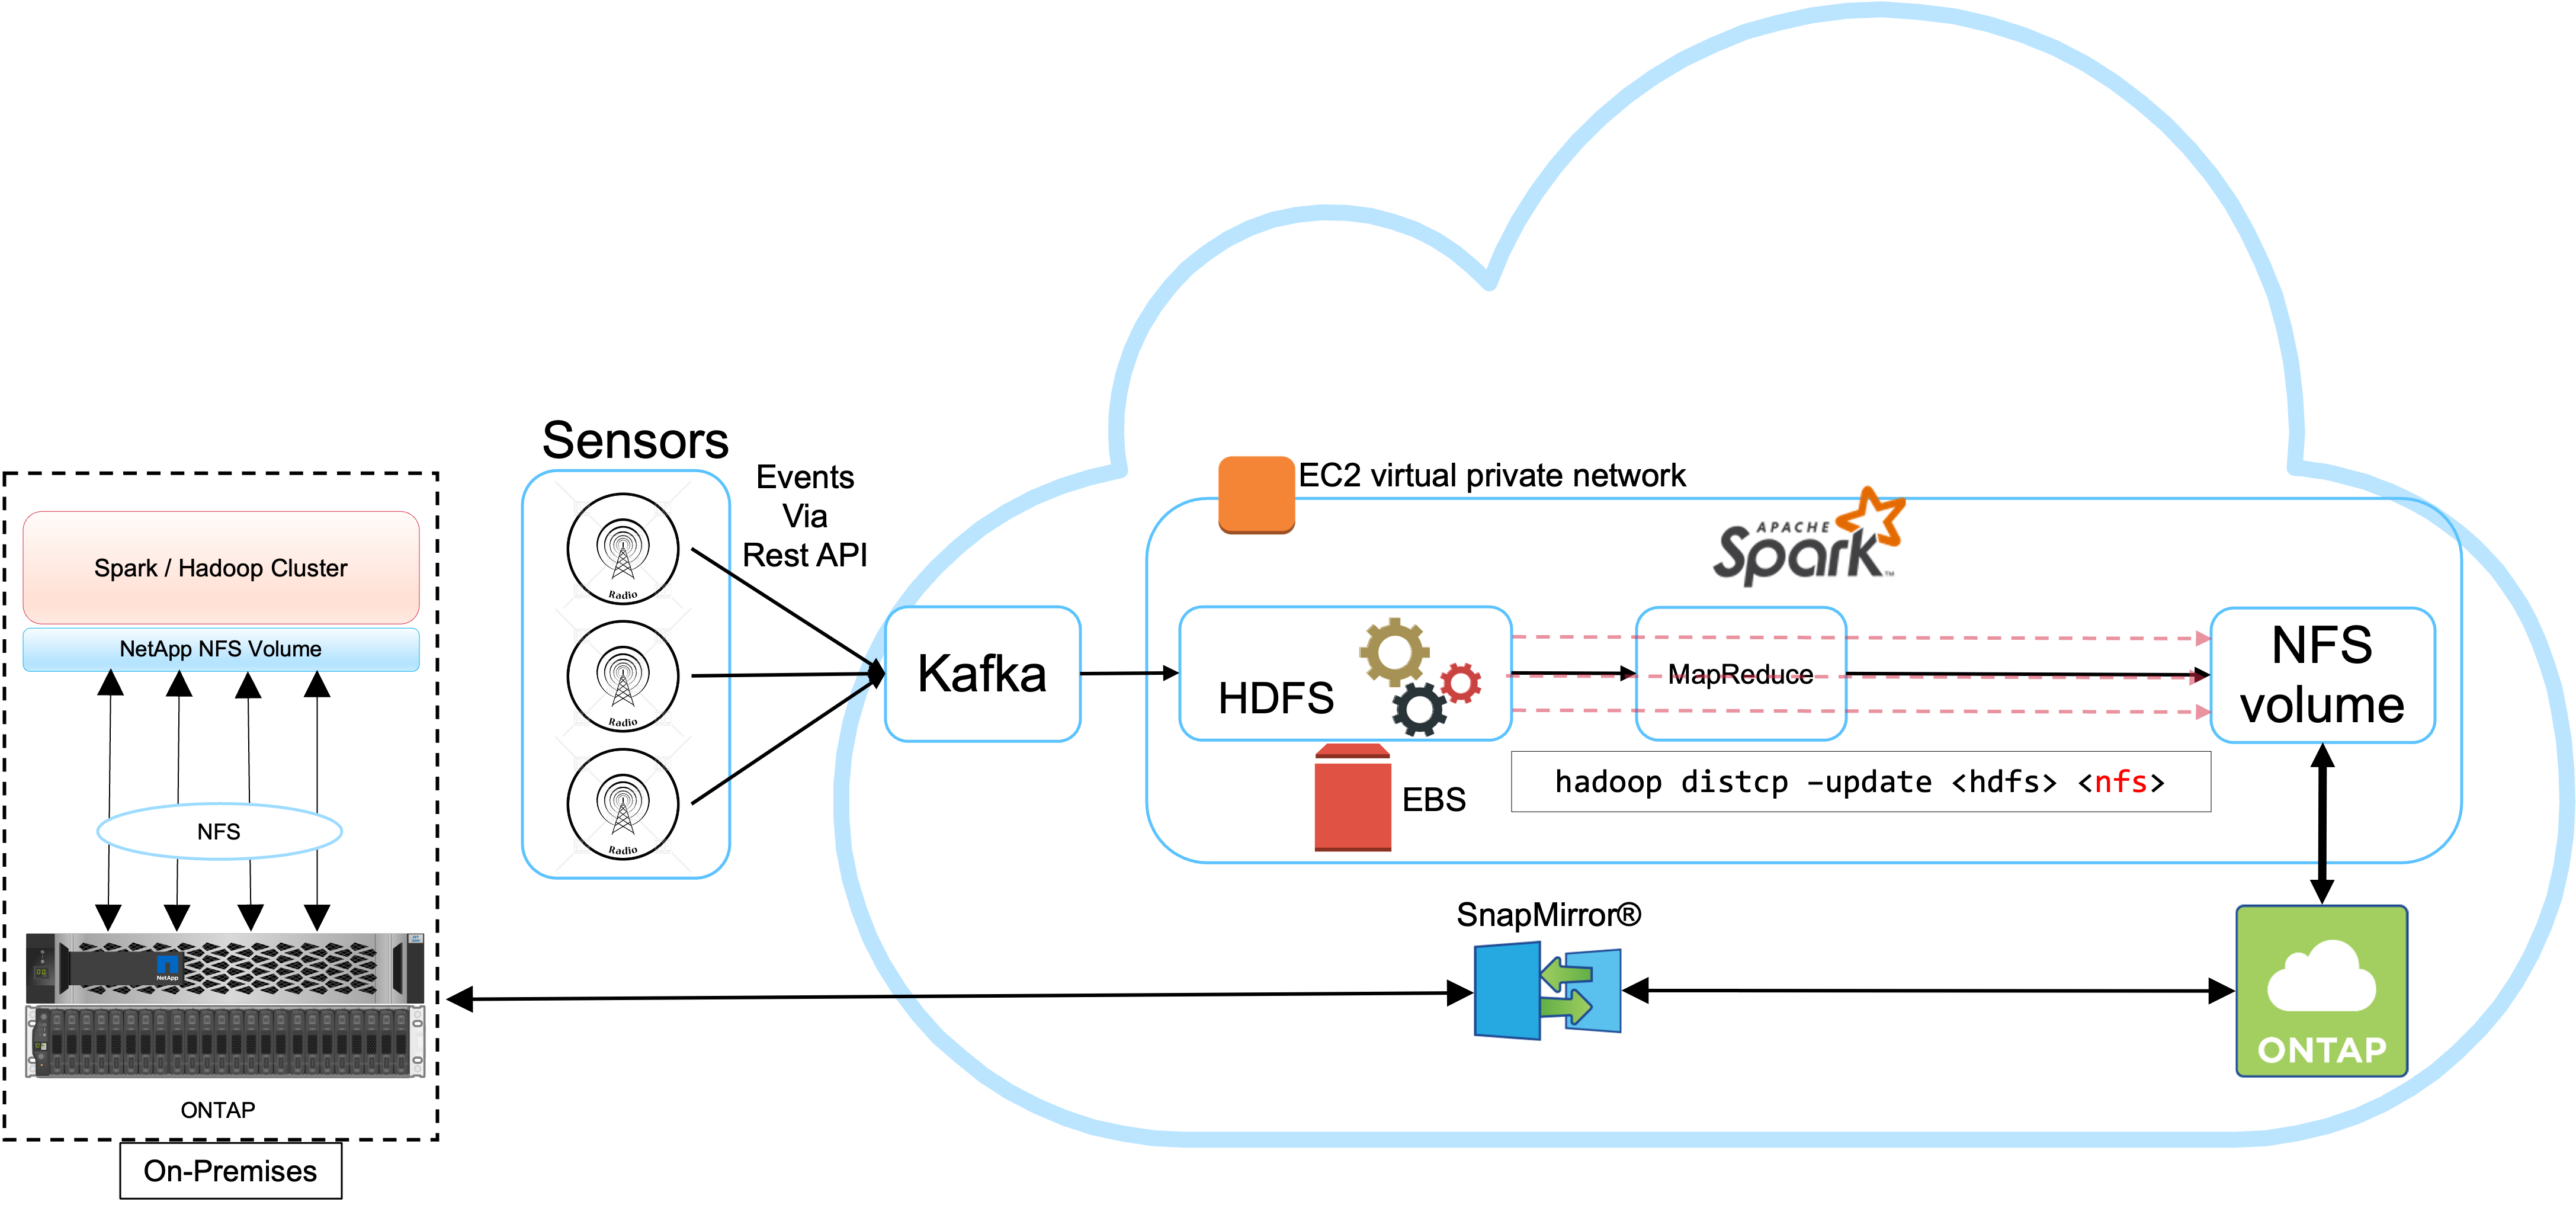 Spark / Hadoop Cluster
NetApp NFS Volume
NFS
NetApp
ONTAP
On-Premises
Sensors
Radio
Radio
Radio
Events
Via
Rest API
Kafka
EC2 virtual private network
APACHE
Spark™
HDFS
MapReduce
NFS
volume
EBS
hadoop distcp –update <hdfs> <nfs>
SnapMirror®
ONTAP